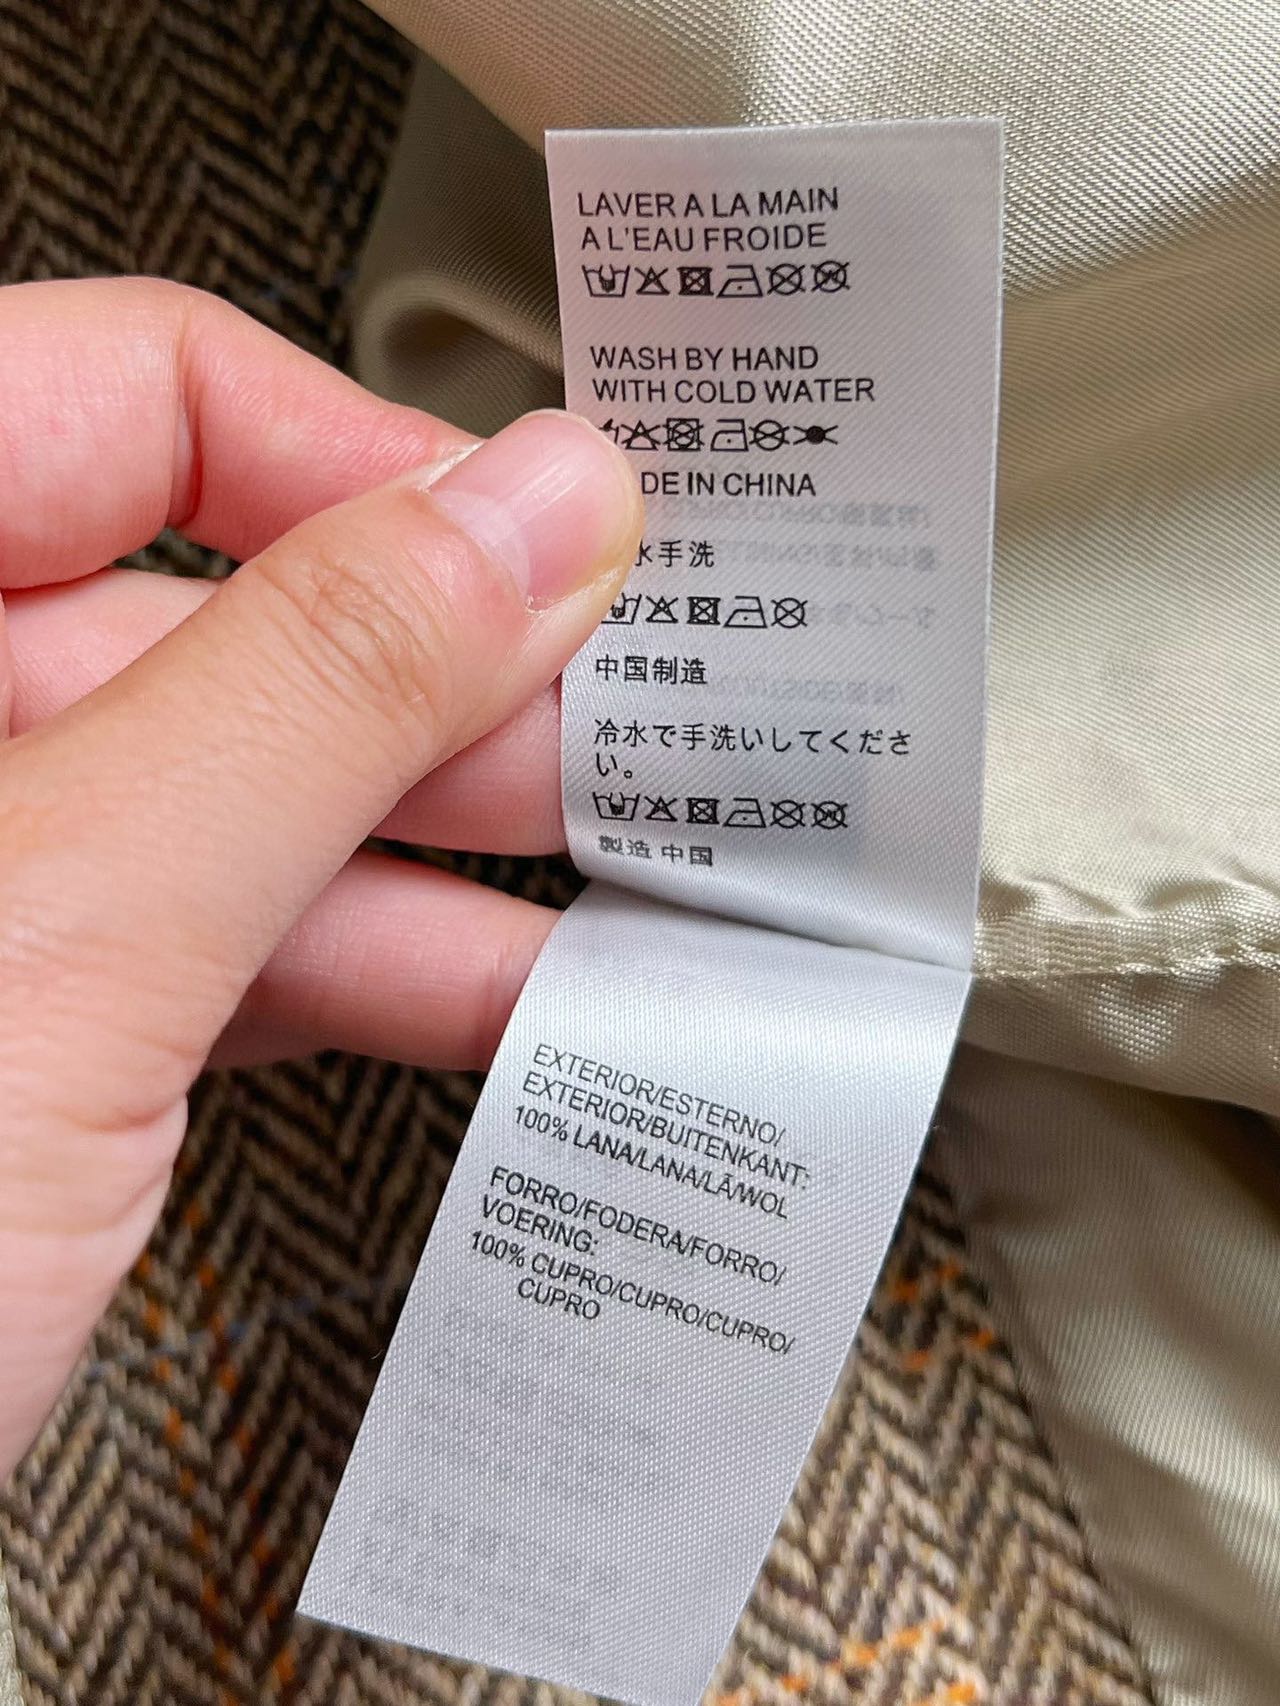 LAVER A LA MAIN
A L'EAU FROIDE
WASH BY HAND
WITH COLD WATER
DE IN CHINA
水手洗
中国制造
冷水で手洗いしてくださ
い。
製造 中国
EXTERIOR/ESTERNO/
EXTERIOR/BUITENKANT:
100% LANA/LANA/LÃ/WOL
FORRO/FODERA/FORRO/
VOERING:
100% CUPRO/CUPRO/CUPRO/
CUPRO